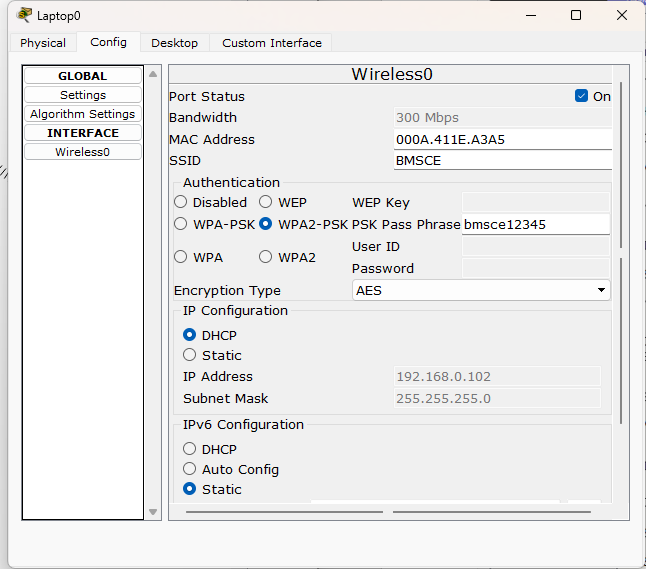 Laptop0
Physical Config Desktop Custom Interface
GLOBAL
Settings
Algorithm Settings
INTERFACE
Wireless0
Wireless0
Port Status On
Bandwidth 300 Mbps
MAC Address 000A.411E.A3A5
SSID BMSCE
Authentication
Disabled WEP WEP Key
WPA-PSK WPA2-PSK PSK Pass Phrase bmsce12345
User ID
WPA WPA2
Password
Encryption Type AES
IP Configuration
DHCP
Static
IP Address 192.168.0.102
Subnet Mask 255.255.255.0
IPv6 Configuration
DHCP
Auto Config
Static